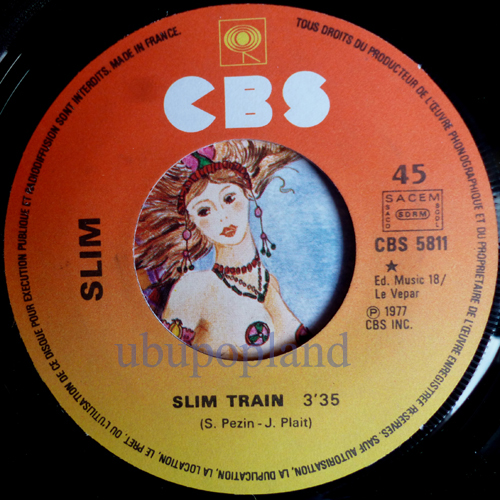 TOUS DROITS DU PRODUCTEUR DE L'ŒUVRE PHONOGRAPHIQUE ET DU PROPRIETAIRE DE L'ŒUVRE ENREGISTREE RESERVES. SAUF AUTORISATION, LA DUPLICATION, LA LOCATION, LE PRET, OU L'UTILISATION DE CE DISQUE POUR EXECUTION PUBLIQUE ET RADIODIFFUSION SONT INTERDITS. MADE IN FRANCE.
CBS
45
SACEM
SACD
SDRM
SGDL
CBS 5811
★
Ed. Music 18/
Le Vepar
℗ 1977
CBS INC.
SLIM
ubupopland
SLIM TRAIN 3'35
(S. Pezin - J. Plait)